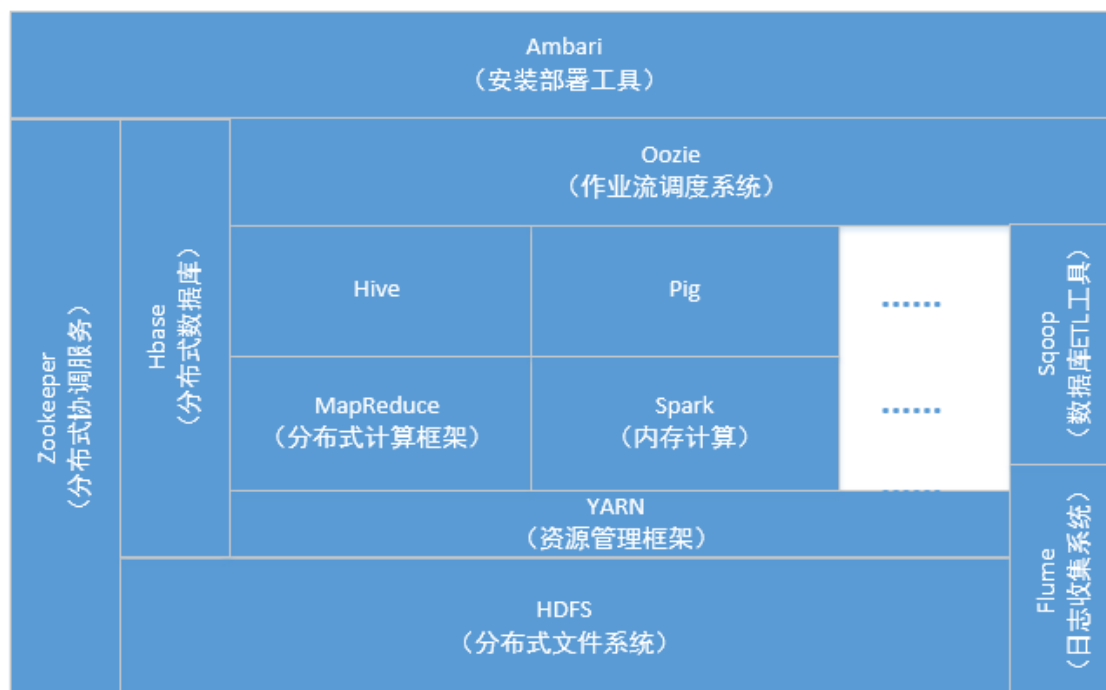 Ambari
（安装部署工具）
Zookeeper
（分布式协调服务）
Hbase
（分布式数据库）
Oozie
（作业流调度系统）
Hive
Pig
......
MapReduce
（分布式计算框架）
Spark
（内存计算）
......
......
Sqoop
（数据库ETL工具）
YARN
（资源管理框架）
Flume
（日志收集系统）
HDFS
（分布式文件系统）